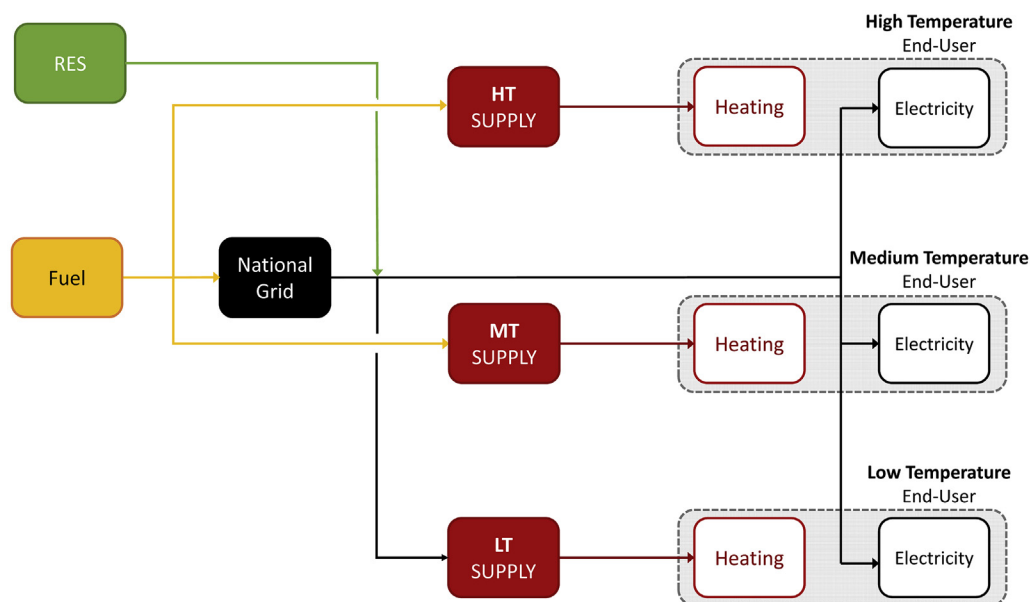 High Temperature
End-User
RES
HT
SUPPLY
Heating
Electricity
Fuel
National
Grid
Medium Temperature
End-User
MT
SUPPLY
Heating
Electricity
Low Temperature
End-User
LT
SUPPLY
Heating
Electricity